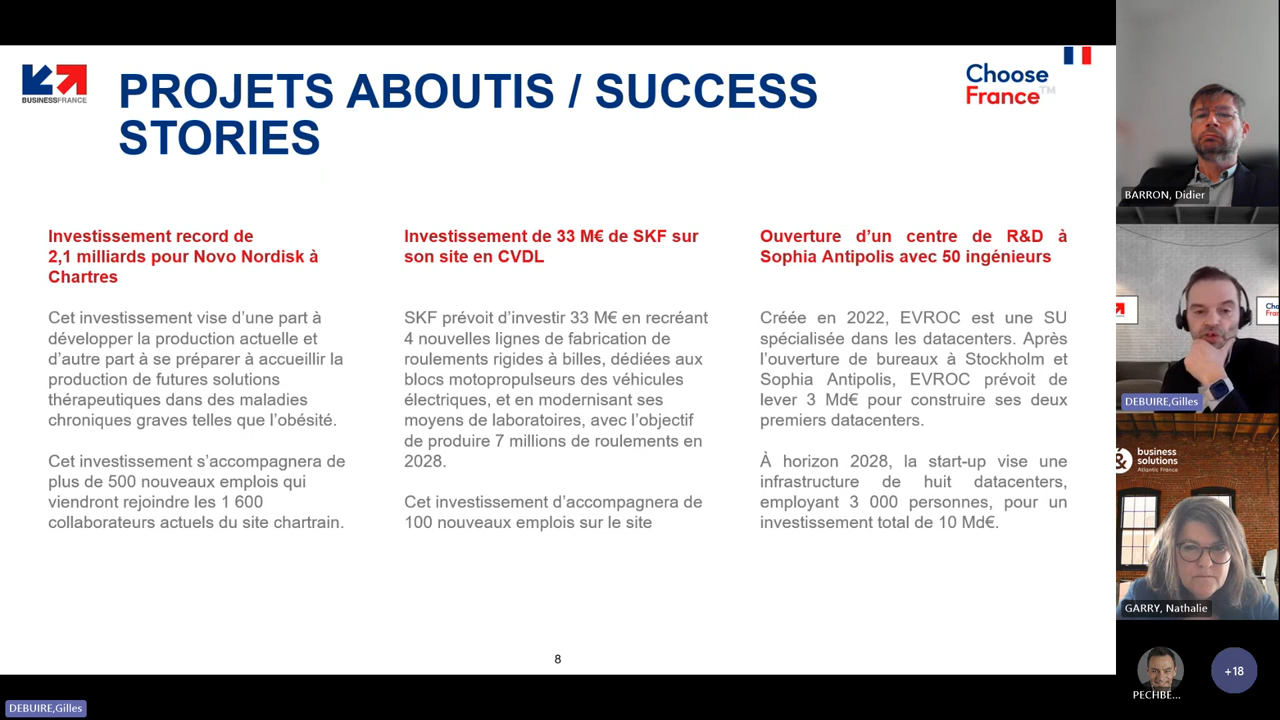 BUSINESSFRANCE
PROJETS ABOUTIS / SUCCESS
STORIES
Choose
France™
Investissement record de
2,1 milliards pour Novo Nordisk à
Chartres
Cet investissement vise d’une part à
développer la production actuelle et
d’autre part à se préparer à accueillir la
production de futures solutions
thérapeutiques dans des maladies
chroniques graves telles que l’obésité.
Cet investissement s’accompagnera de
plus de 500 nouveaux emplois qui
viendront rejoindre les 1 600
collaborateurs actuels du site chartrain.
Investissement de 33 M€ de SKF sur
son site en CVDL
SKF prévoit d’investir 33 M€ en recréant
4 nouvelles lignes de fabrication de
roulements rigides à billes, dédiées aux
blocs motopropulseurs des véhicules
électriques, et en modernisant ses
moyens de laboratoires, avec l’objectif
de produire 7 millions de roulements en
2028.
Cet investissement d’accompagnera de
100 nouveaux emplois sur le site
Ouverture d’un centre de R&D à
Sophia Antipolis avec 50 ingénieurs
Créée en 2022, EVROC est une SU
spécialisée dans les datacenters. Après
l’ouverture de bureaux à Stockholm et
Sophia Antipolis, EVROC prévoit de
lever 3 Md€ pour construire ses deux
premiers datacenters.
À horizon 2028, la start-up vise une
infrastructure de huit datacenters,
employant 3 000 personnes, pour un
investissement total de 10 Md€.
8
BARRON, Didier
DEBUIRE,Gilles
&
business
solutions
Atlantic France
GARRY, Nathalie
PECHBE...
+18
DEBUIRE,Gilles